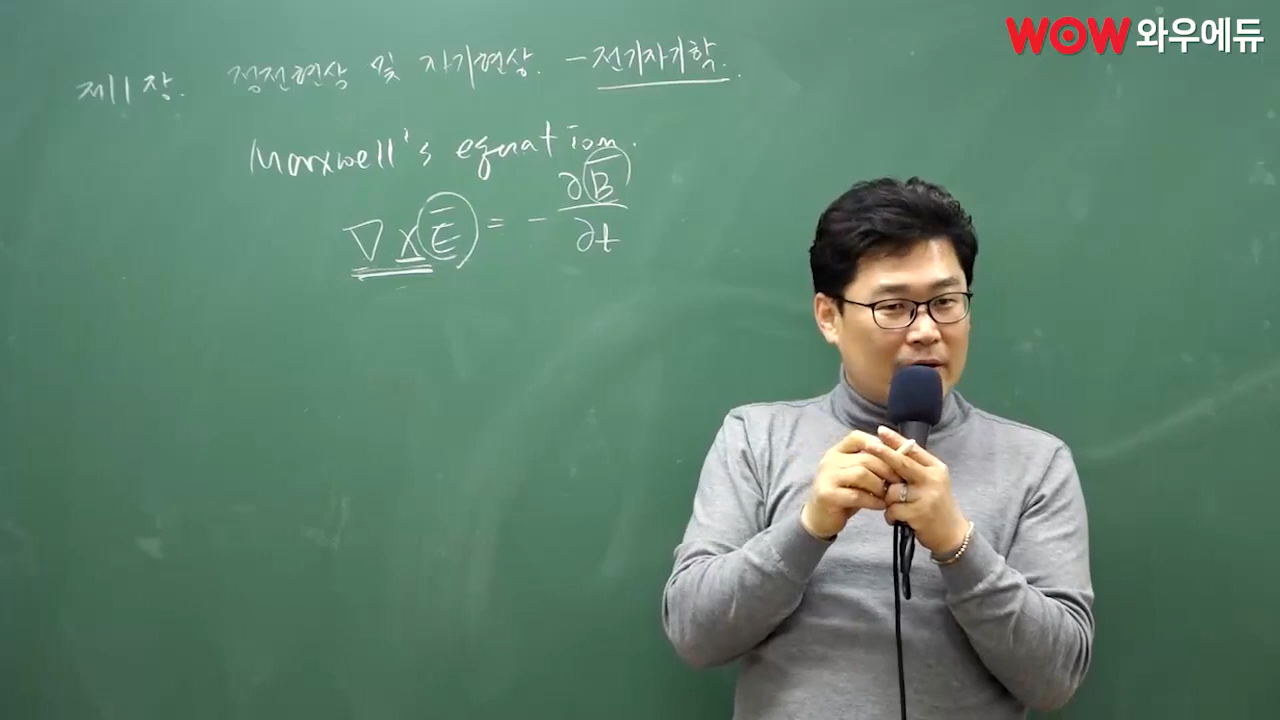 WOW 와우에듀
제11장. 정전현상 및 자기현상. - 전기자기학.
Maxwell's equation.
∇ × E̅ = - ∂B̅ / ∂t